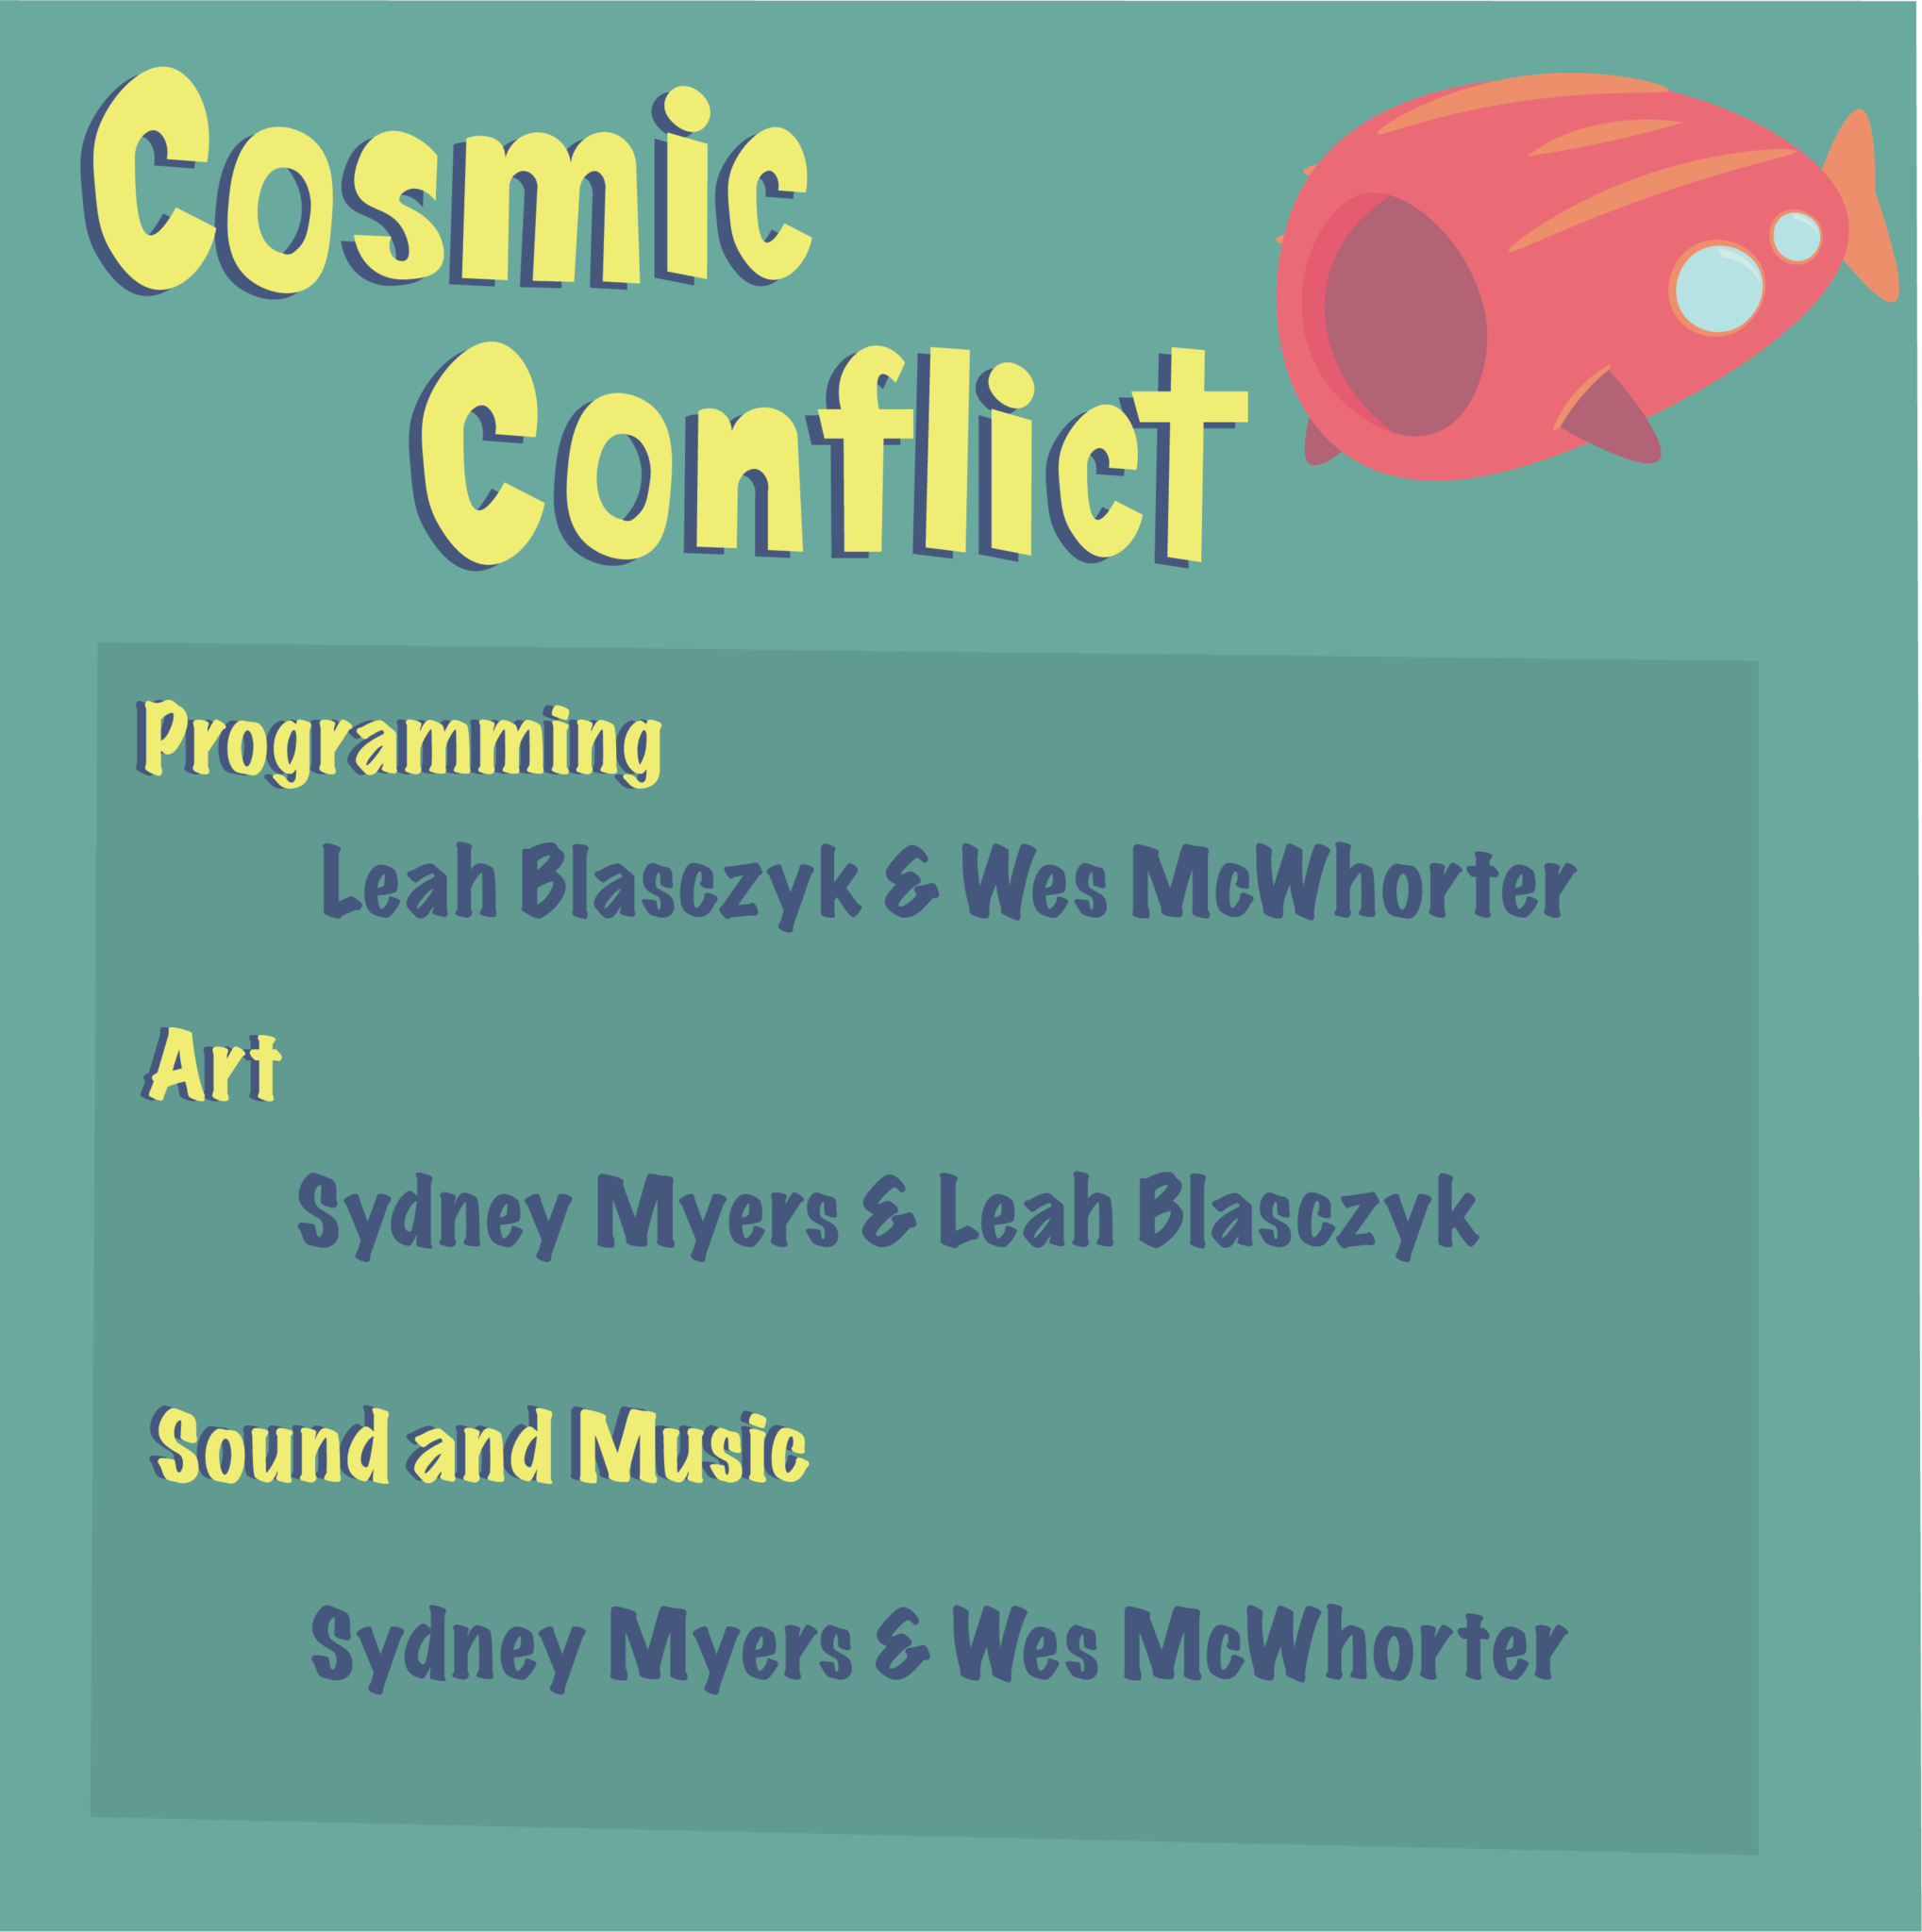 Cosmic
Conflict
Programming
Leah Blasczyk & Wes McWhorter
Art
Sydney Myers & Leah Blasczyk
Sound and Music
Sydney Myers & Wes McWhorter